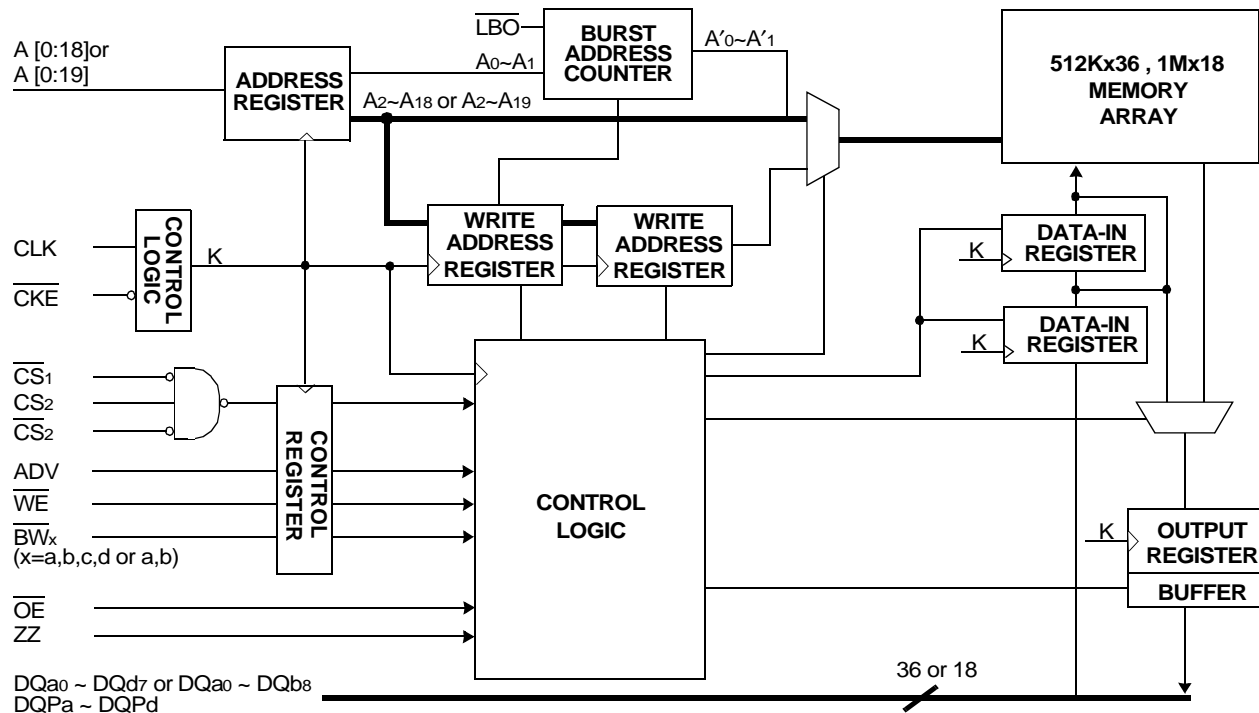 A [0:18]or
A [0:19]
ADDRESS
REGISTER
LBO
A0~A1
BURST
ADDRESS
COUNTER
A′0~A′1
A2~A18 or A2~A19
512Kx36 , 1Mx18
MEMORY
ARRAY
CLK
CKE
CONTROL
LOGIC
K
WRITE
ADDRESS
REGISTER
WRITE
ADDRESS
REGISTER
K
DATA-IN
REGISTER
K
DATA-IN
REGISTER
CS1
CS2
CS2
ADV
WE
BWx
(x=a,b,c,d or a,b)
CONTROL
REGISTER
CONTROL
LOGIC
K
OUTPUT
REGISTER
BUFFER
OE
ZZ
DQa0 ~ DQd7 or DQa0 ~ DQb8
DQPa ~ DQPd
36 or 18